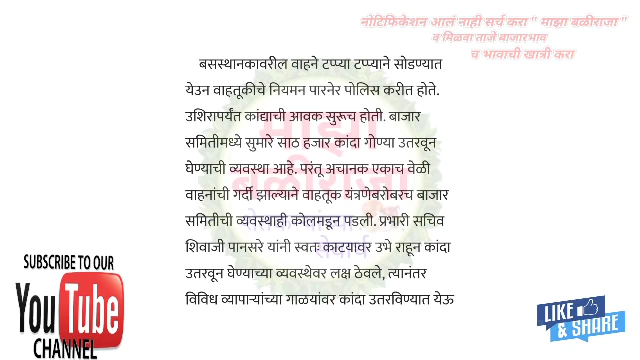 नोटिफिकेशन आलं नाही सर्च करा " माझा बळीराजा "
व मिळवा ताजे बाजारभाव
च भावाची खात्री करा
बसस्थानकावरील वाहने टप्प्या टप्प्याने सोडण्यात
येउन वाहतूकीचे नियमन पारनेर पोलिस करीत होते.
उशिरापर्यंत कांद्याची आवक सुरूच होती. बाजार
समितीमध्ये सुमारे साठ हजार कांदा गोण्या उतरवून
घेण्याची व्यवस्था आहे. परंतू अचानक एकाच वेळी
वाहनांची गर्दी झाल्याने वाहतूक यंत्रणेबरोबरच बाजार
समितीची व्यवस्थाही कोलमडून पडली. प्रभारी सचिव
शिवाजी पानसरे यांनी स्वतः काटयावर उभे राहून कांदा
उतरवून घेण्याच्या व्यवस्थेवर लक्ष ठेवले, त्यानंतर
विविध व्यापाऱ्यांच्या गाळयांवर कांदा उतरविण्यात येऊ
माझा
बळीराजा
SUBSCRIBE TO OUR
YouTube
CHANNEL
LIKE
& SHARE